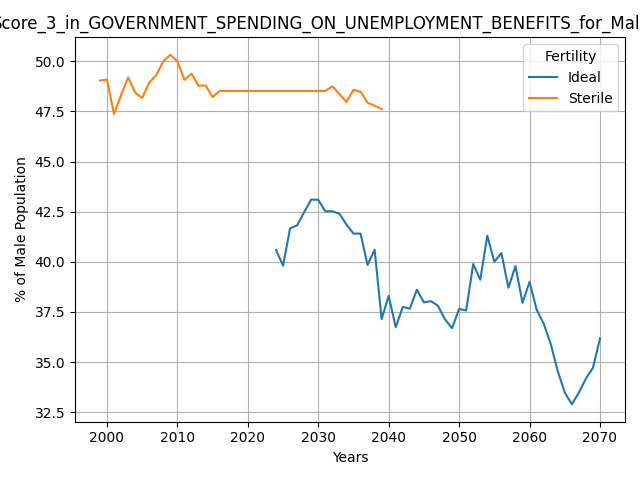 Score_3_in_GOVERNMENT_SPENDING_ON_UNEMPLOYMENT_BENEFITS_for_Mal
Fertility
Ideal
Sterile
% of Male Population
50.0
47.5
45.0
42.5
40.0
37.5
35.0
32.5
2000 2010 2020 2030 2040 2050 2060 2070
Years